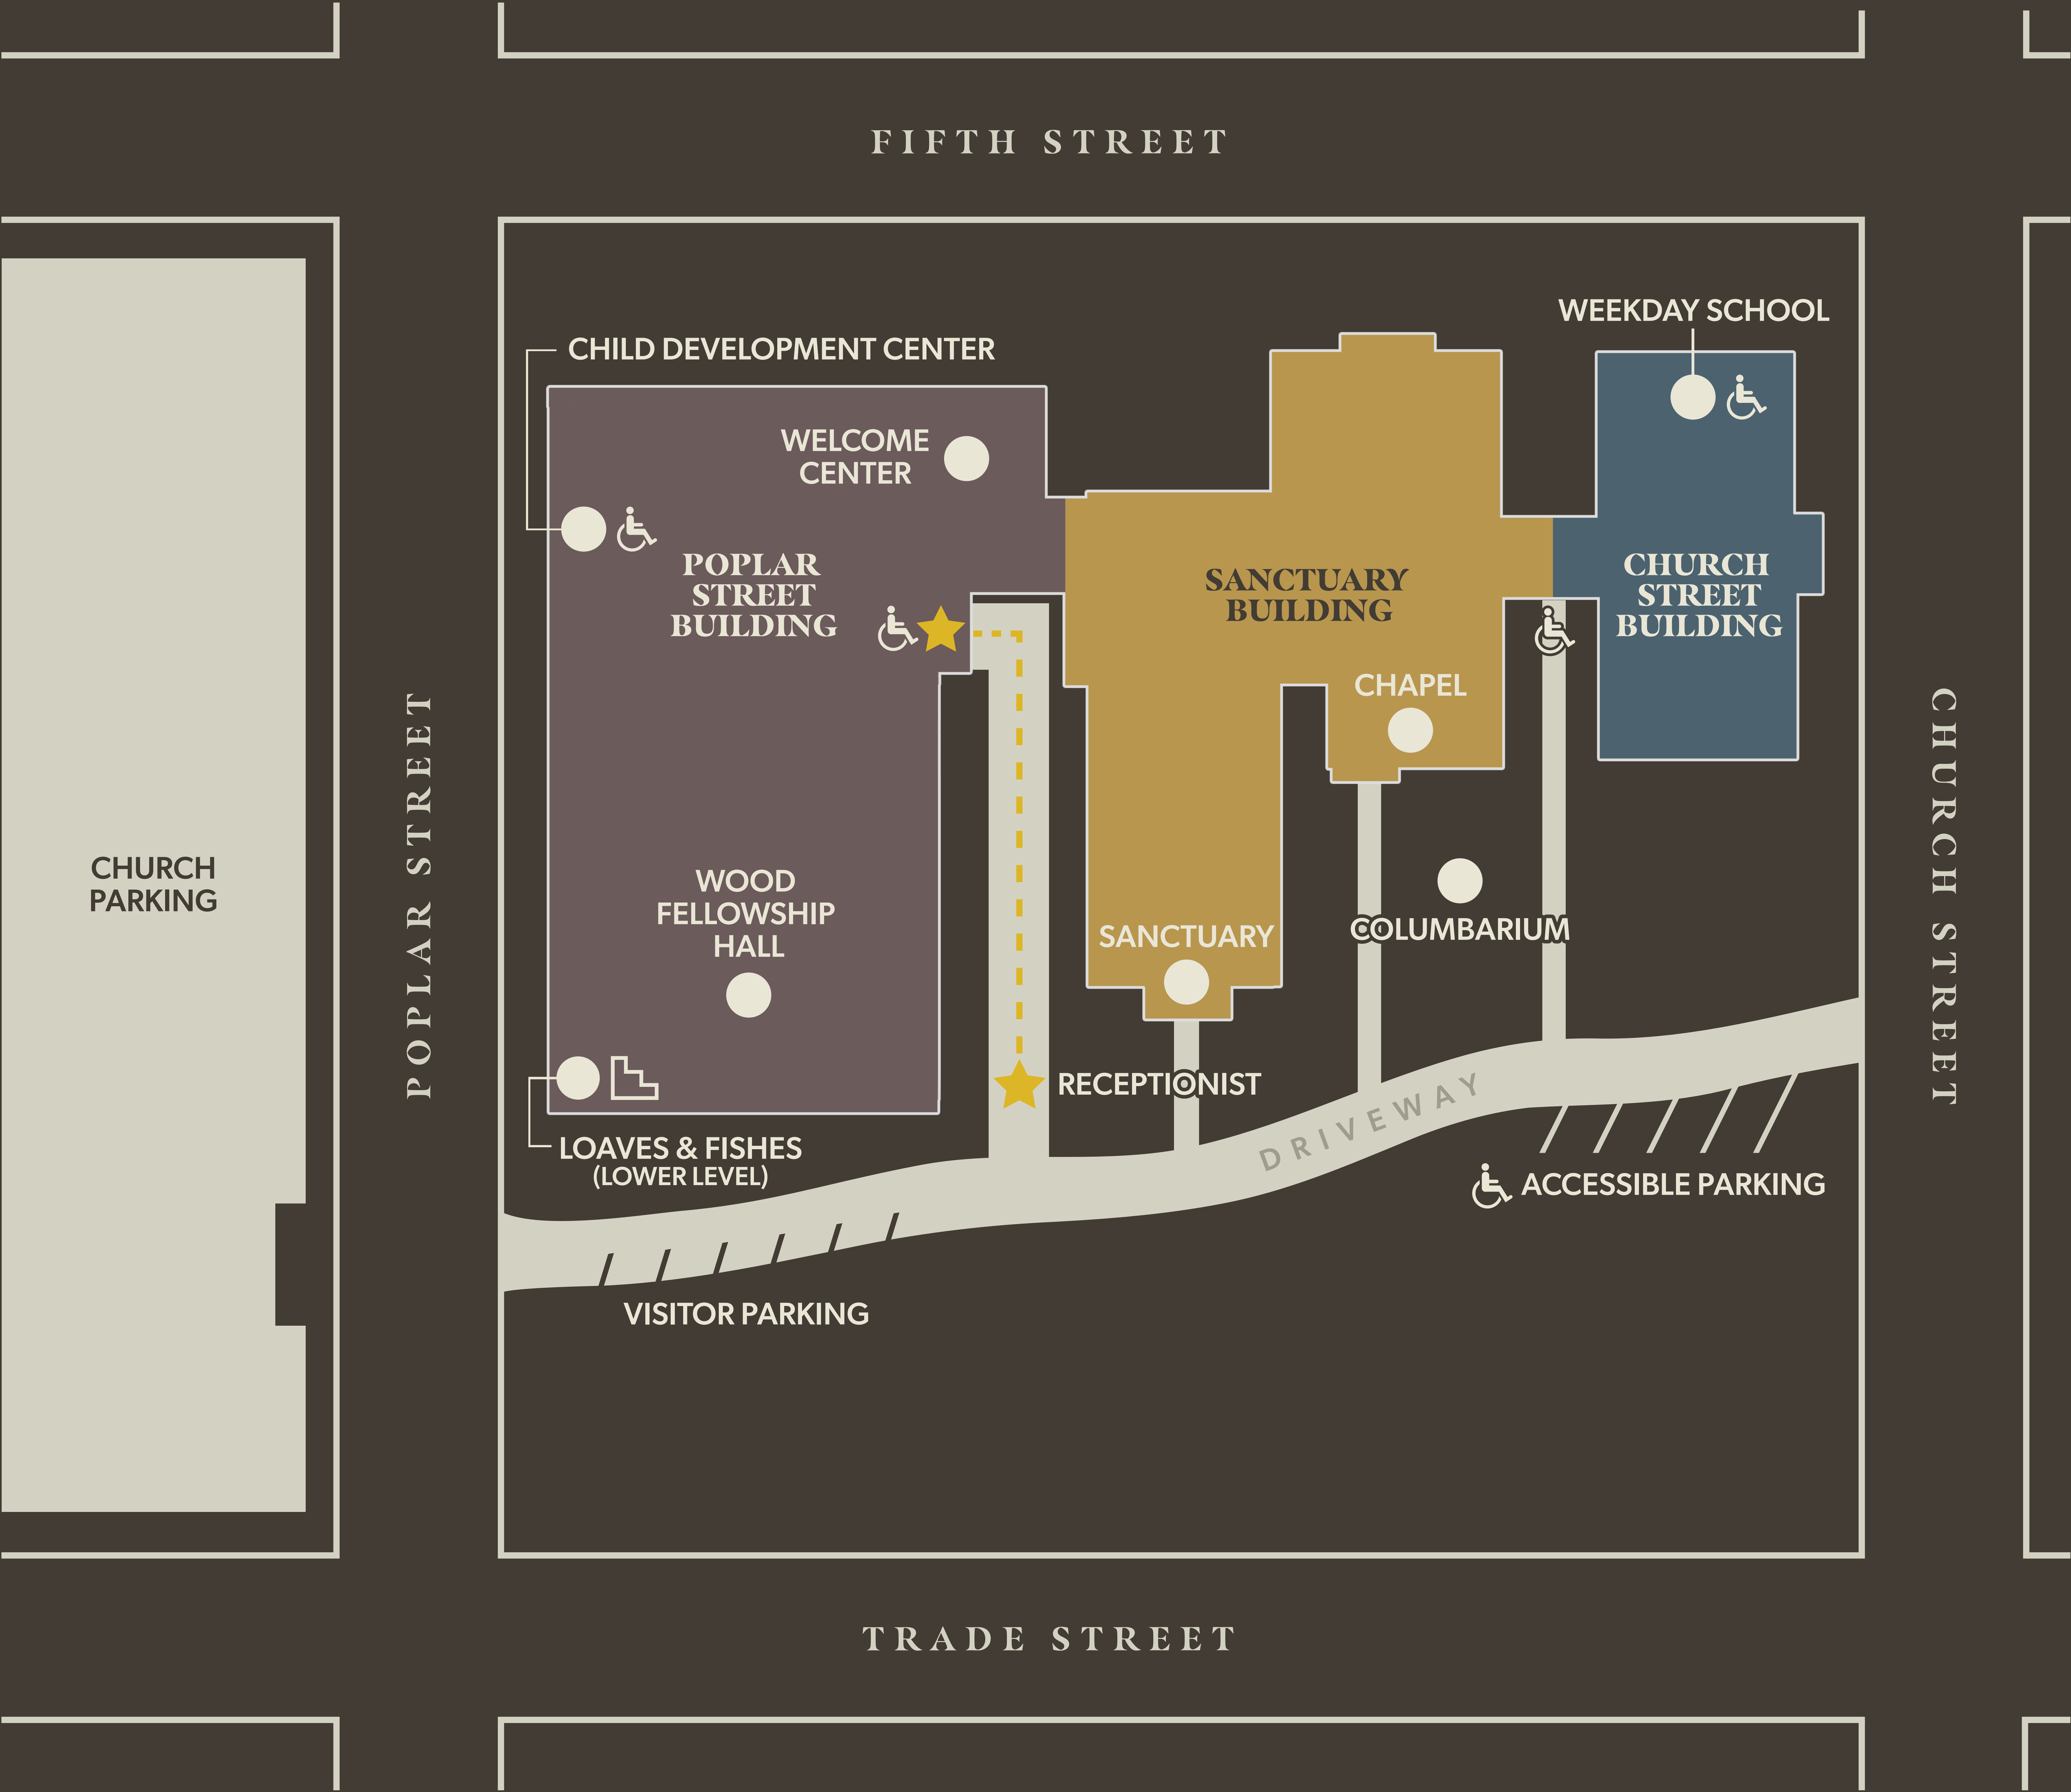 FIFTH STREET
WEEKDAY SCHOOL
CHILD DEVELOPMENT CENTER
WELCOME
CENTER
POPLAR
STREET
BUILDING
SANCTUARY
BUILDING
CHURCH
STREET
BUILDING
CHAPEL
CHURCH
PARKING
POPLAR STREET
CHURCH STREET
WOOD
FELLOWSHIP
HALL
SANCTUARY
COLUMBARIUM
RECEPTIONIST
DRIVEWAY
LOAVES & FISHES
(LOWER LEVEL)
ACCESSIBLE PARKING
VISITOR PARKING
TRADE STREET